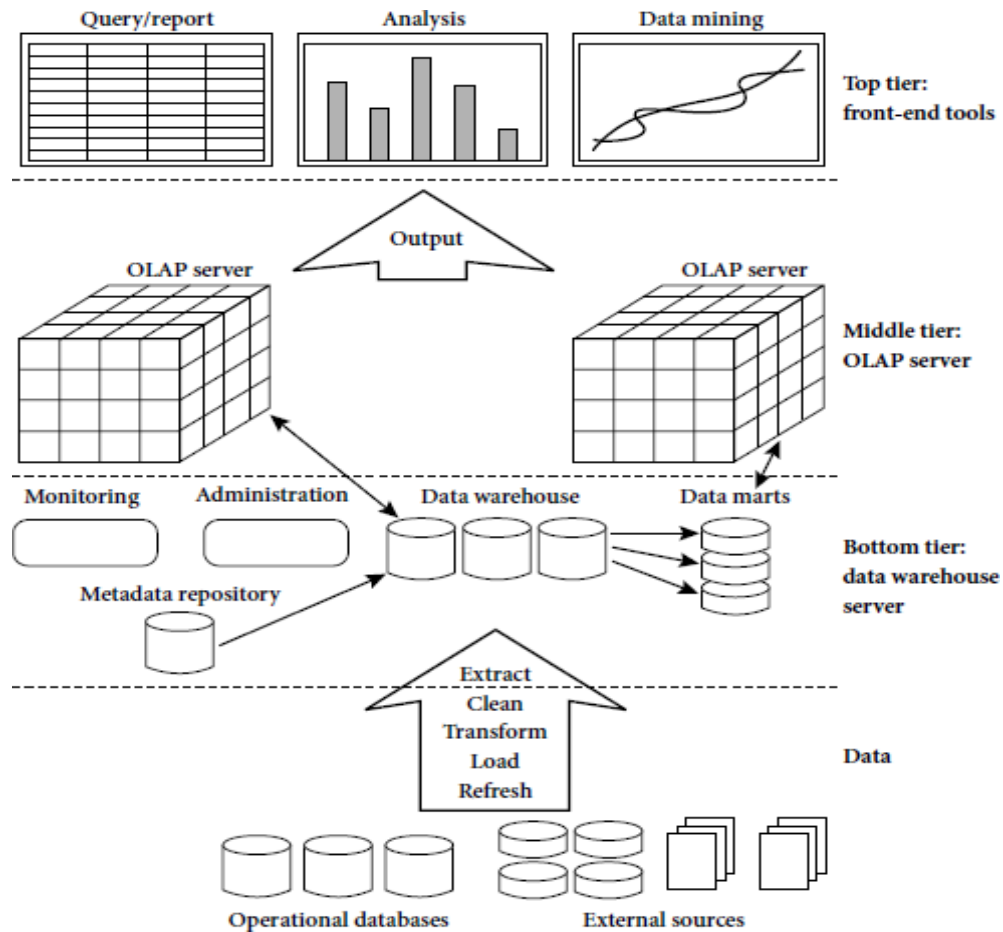 Query/report
Analysis
Data mining
Top tier:
front-end tools
Output
OLAP server
OLAP server
Middle tier:
OLAP server
Monitoring
Administration
Data warehouse
Data marts
Bottom tier:
data warehouse
server
Metadata repository
Extract
Clean
Transform
Load
Refresh
Data
Operational databases
External sources